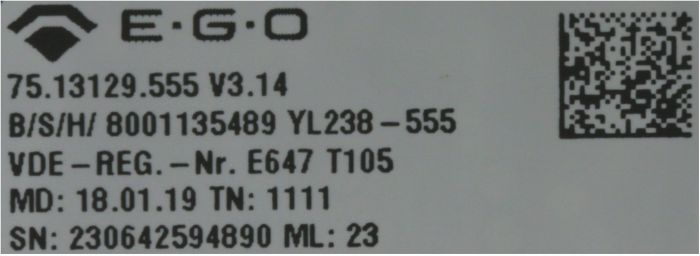 E·G·O
75.13129.555 V3.14
B/S/H/ 8001135489 YL238-555
VDE-REG.-Nr. E647 T105
MD: 18.01.19 TN: 1111
SN: 230642594890 ML: 23